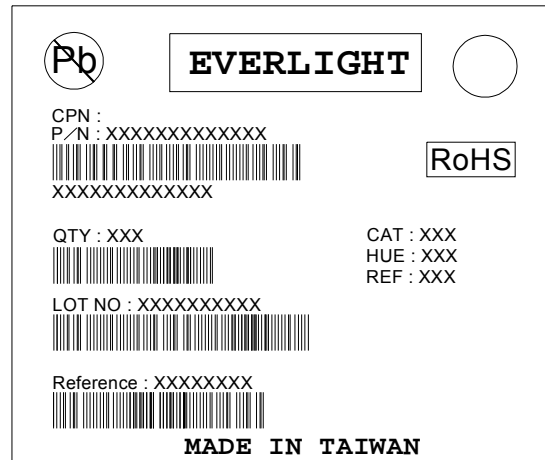 Pb
EVERLIGHT
CPN :
P/N : XXXXXXXXXXXXX
RoHS
XXXXXXXXXXXXX
QTY : XXX
CAT : XXX
HUE : XXX
REF : XXX
LOT NO : XXXXXXXXXX
Reference : XXXXXXXX
MADE IN TAIWAN